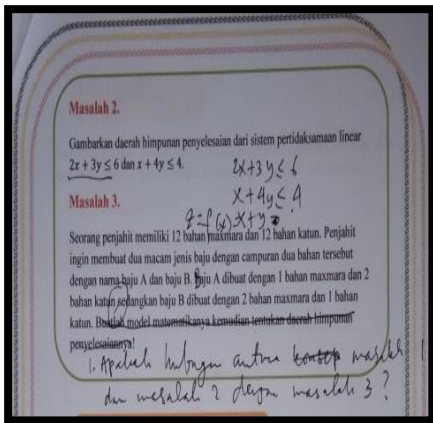 Masalah 2.
Gambarkan daerah himpunan penyelesaian dari sistem pertidaksamaan linear
2x + 3y ≤ 6 dan x + 4y ≤ 4.
2x+3y ≤ 6
x+4y ≤ 4
Masalah 3.
z = f(x) = x+y
Seorang penjahit memiliki 12 bahan maxmara dan 12 bahan katun. Penjahit
ingin membuat dua macam jenis baju dengan campuran dua bahan tersebut
dengan nama baju A dan baju B. Baju A dibuat dengan 1 bahan maxmara dan 2
bahan katun sedangkan baju B dibuat dengan 2 bahan maxmara dan 1 bahan
katun. Buatlah model matematikanya kemudian tentukan daerah himpunan
penyelesaiannya!
1. Apakah hubungan antara konsep masalah 1
dan masalah 2 dengan masalah 3 ?